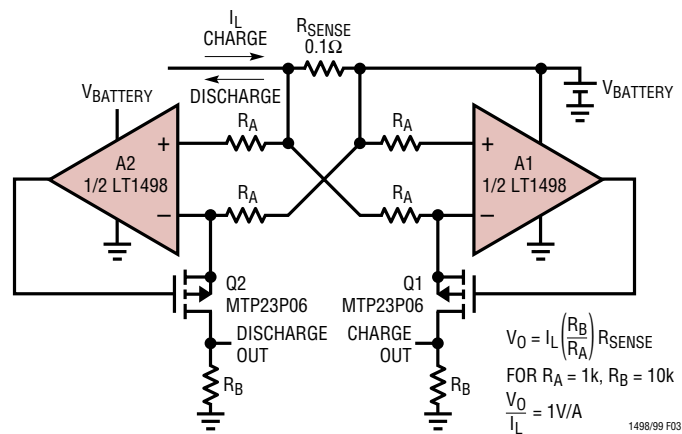 I_L
CHARGE
DISCHARGE
R_SENSE
0.1Ω
V_BATTERY
V_BATTERY
A2
1/2 LT1498
+
−
R_A
R_A
R_A
R_A
+
−
A1
1/2 LT1498
Q2
MTP23P06
DISCHARGE
OUT
R_B
Q1
MTP23P06
CHARGE
OUT
R_B
V_O = I_L (R_B/R_A) R_SENSE
FOR R_A = 1k, R_B = 10k
V_O/I_L = 1V/A
1498/99 F03